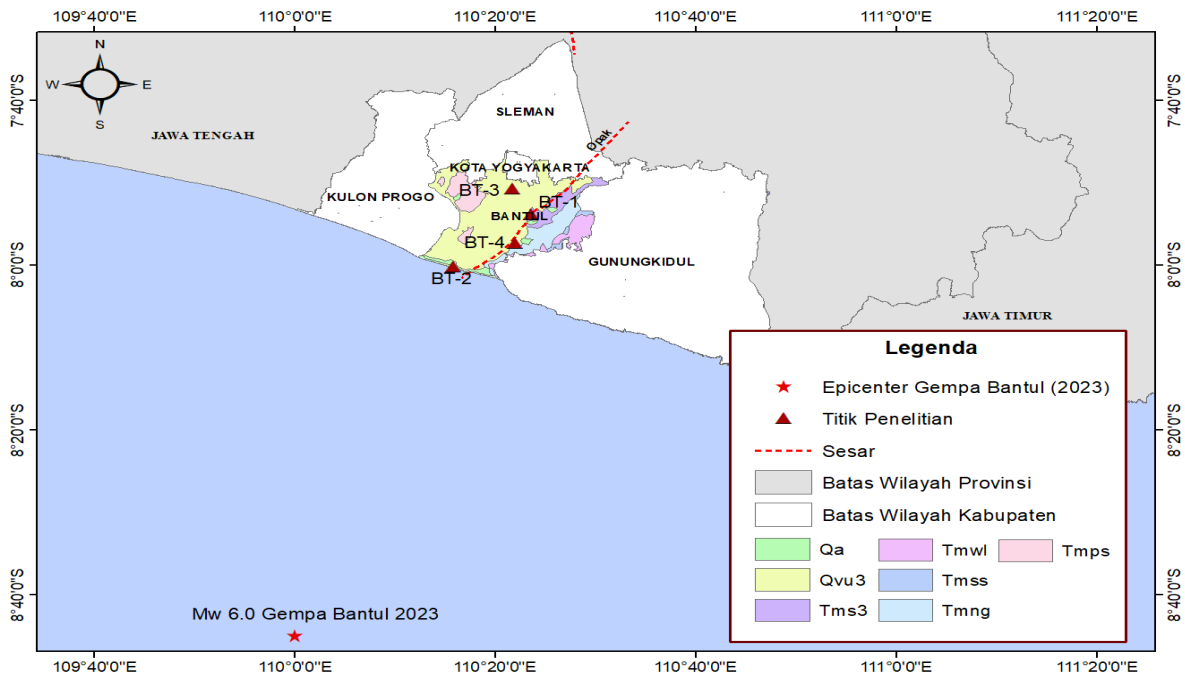 109°40'0"E 110°0'0"E 110°20'0"E 110°40'0"E 111°0'0"E 111°20'0"E
N
W E
S
7°40'0"S 7°40'0"S
SLEMAN
JAWA TENGAH
Opak
KOTA YOGYAKARTA
BT-3
KULON PROGO
BT-1
BANTUL
BT-4
8°0'0"S 8°0'0"S
GUNUNGKIDUL
BT-2
JAWA TIMUR
Legenda
Epicenter Gempa Bantul (2023)
Titik Penelitian
8°20'0"S 8°20'0"S
Sesar
Batas Wilayah Provinsi
Batas Wilayah Kabupaten
Qa Tmwl Tmps
Qvu3 Tmss
Tms3 Tmng
8°40'0"S 8°40'0"S
Mw 6.0 Gempa Bantul 2023
109°40'0"E 110°0'0"E 110°20'0"E 110°40'0"E 111°0'0"E 111°20'0"E